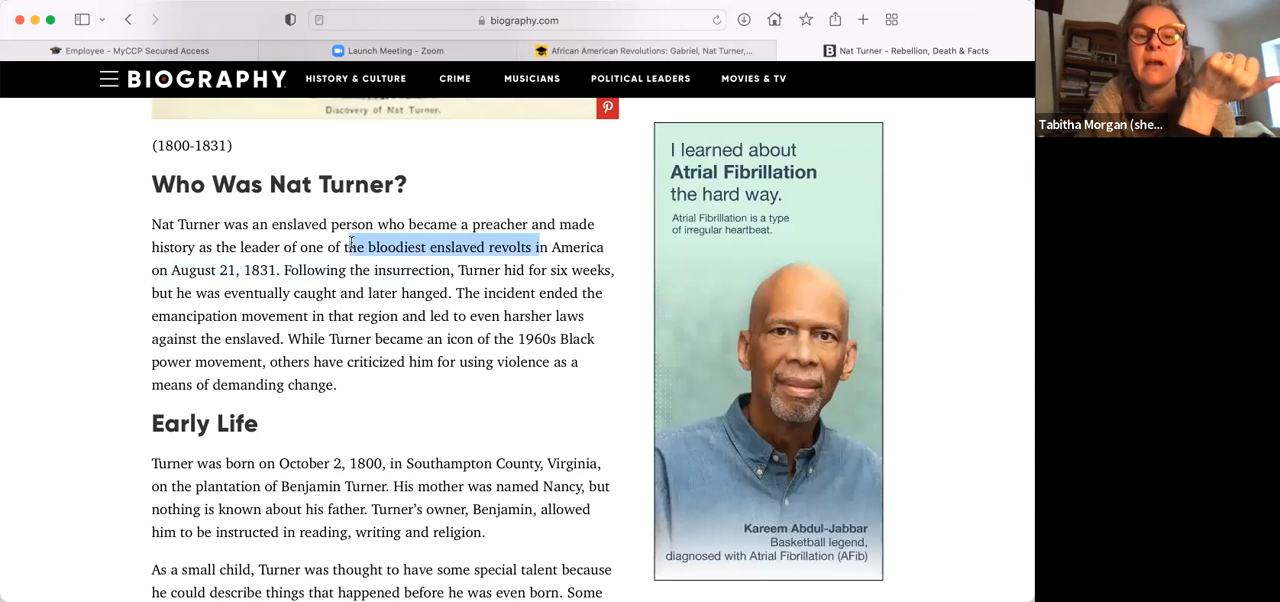 biography.com
Employee - MyCCP Secured Access
Launch Meeting - Zoom
African American Revolutions: Gabriel, Nat Turner,...
B
Nat Turner - Rebellion, Death & Facts
BIOGRAPHY
HISTORY & CULTURE
CRIME
MUSICIANS
POLITICAL LEADERS
MOVIES & TV
Discovery of Nat Turner.
(1800-1831)
Who Was Nat Turner?
Nat Turner was an enslaved person who became a preacher and made
history as the leader of one of the bloodiest enslaved revolts in America
on August 21, 1831. Following the insurrection, Turner hid for six weeks,
but he was eventually caught and later hanged. The incident ended the
emancipation movement in that region and led to even harsher laws
against the enslaved. While Turner became an icon of the 1960s Black
power movement, others have criticized him for using violence as a
means of demanding change.
Early Life
Turner was born on October 2, 1800, in Southampton County, Virginia,
on the plantation of Benjamin Turner. His mother was named Nancy, but
nothing is known about his father. Turner's owner, Benjamin, allowed
him to be instructed in reading, writing and religion.
As a small child, Turner was thought to have some special talent because
he could describe things that happened before he was even born. Some
I learned about
Atrial Fibrillation
the hard way.
Atrial Fibrillation is a type
of irregular heartbeat.
Kareem Abdul-Jabbar
Basketball legend,
diagnosed with Atrial Fibrillation (AFib)
Tabitha Morgan (she...